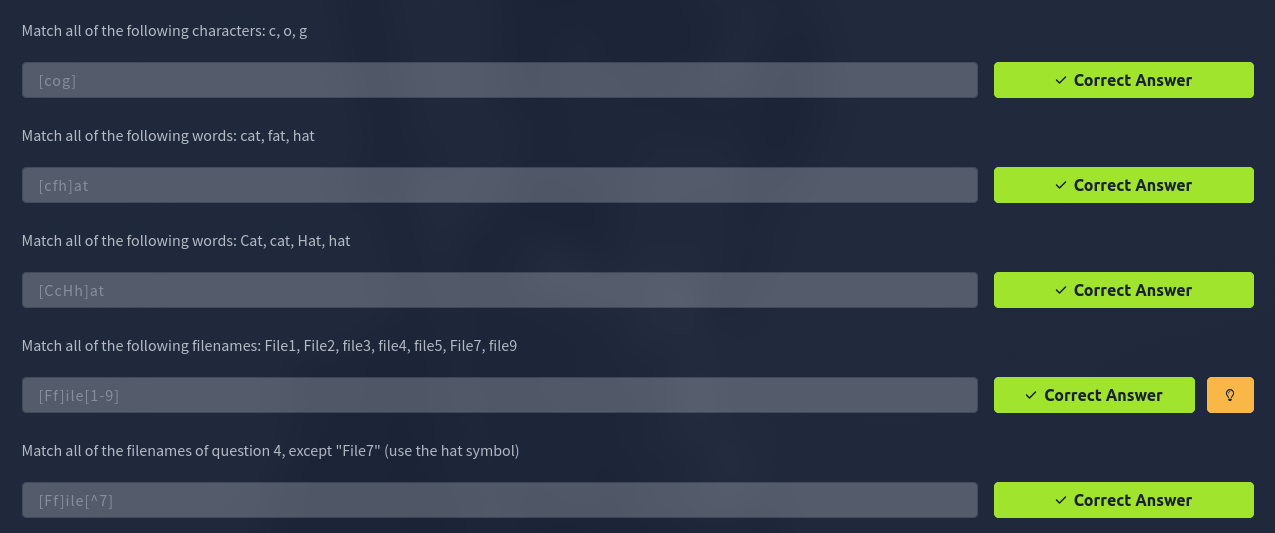 Match all of the following characters: c, o, g
[cog]
Correct Answer
Match all of the following words: cat, fat, hat
[cfh]at
Correct Answer
Match all of the following words: Cat, cat, Hat, hat
[CcHh]at
Correct Answer
Match all of the following filenames: File1, File2, file3, file4, file5, File7, file9
[Ff]ile[1-9]
Correct Answer
Match all of the filenames of question 4, except "File7" (use the hat symbol)
[Ff]ile[^7]
Correct Answer